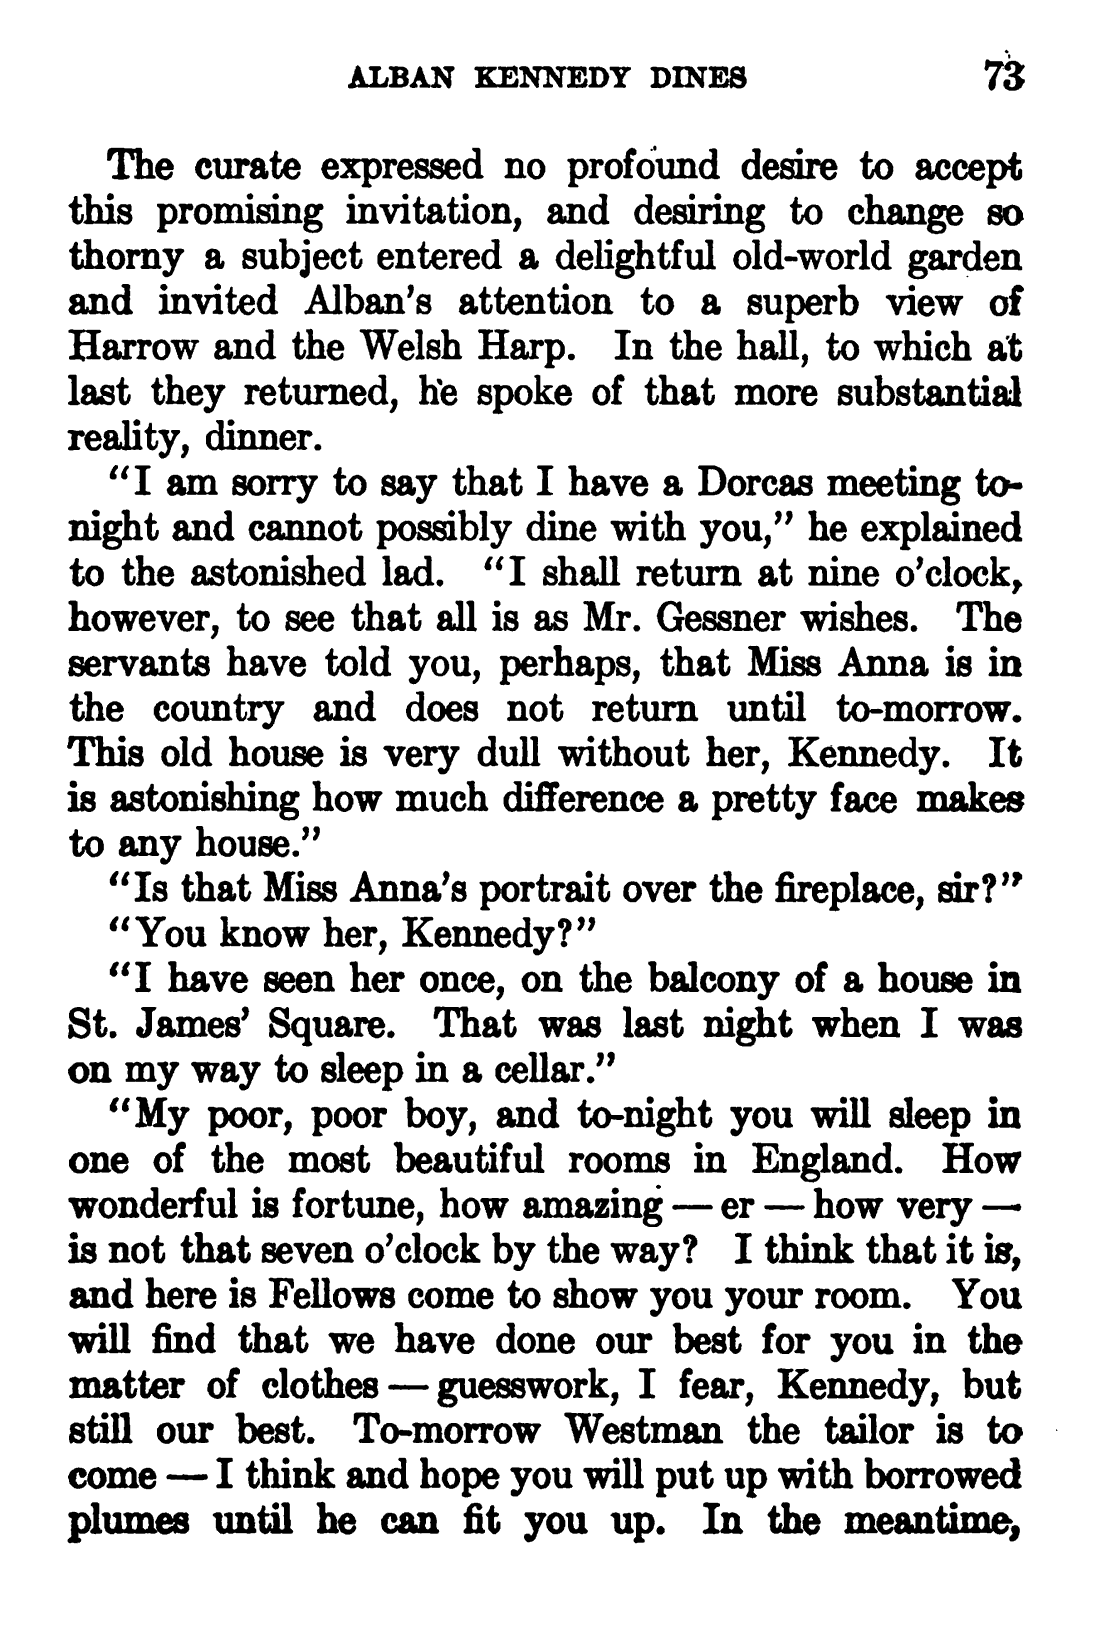 ALBAN KENNEDY DINES 73
The curate expressed no profound desire to accept
this promising invitation, and desiring to change so
thorny a subject entered a delightful old-world garden
and invited Alban's attention to a superb view of
Harrow and the Welsh Harp. In the hall, to which at
last they returned, he spoke of that more substantial
reality, dinner.
"I am sorry to say that I have a Dorcas meeting to-
night and cannot possibly dine with you," he explained
to the astonished lad. "I shall return at nine o'clock,
however, to see that all is as Mr. Gessner wishes. The
servants have told you, perhaps, that Miss Anna is in
the country and does not return until to-morrow.
This old house is very dull without her, Kennedy. It
is astonishing how much difference a pretty face makes
to any house."
"Is that Miss Anna's portrait over the fireplace, sir?"
"You know her, Kennedy?"
"I have seen her once, on the balcony of a house in
St. James' Square. That was last night when I was
on my way to sleep in a cellar."
"My poor, poor boy, and to-night you will sleep in
one of the most beautiful rooms in England. How
wonderful is fortune, how amazing — er — how very —
is not that seven o'clock by the way? I think that it is,
and here is Fellows come to show you your room. You
will find that we have done our best for you in the
matter of clothes — guesswork, I fear, Kennedy, but
still our best. To-morrow Westman the tailor is to
come — I think and hope you will put up with borrowed
plumes until he can fit you up. In the meantime,